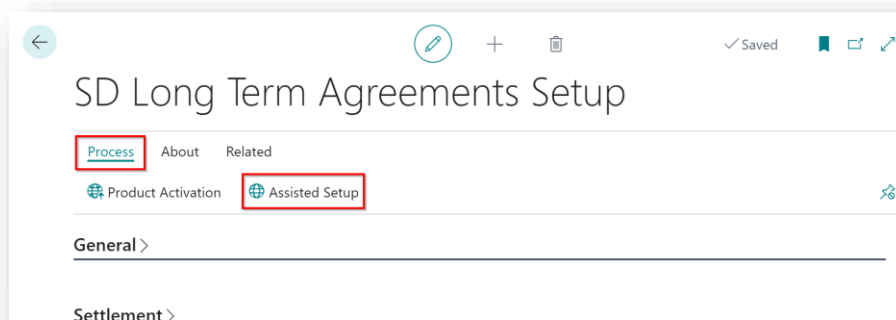 Saved
SD Long Term Agreements Setup
Process About Related
Product Activation Assisted Setup
General
Settlement